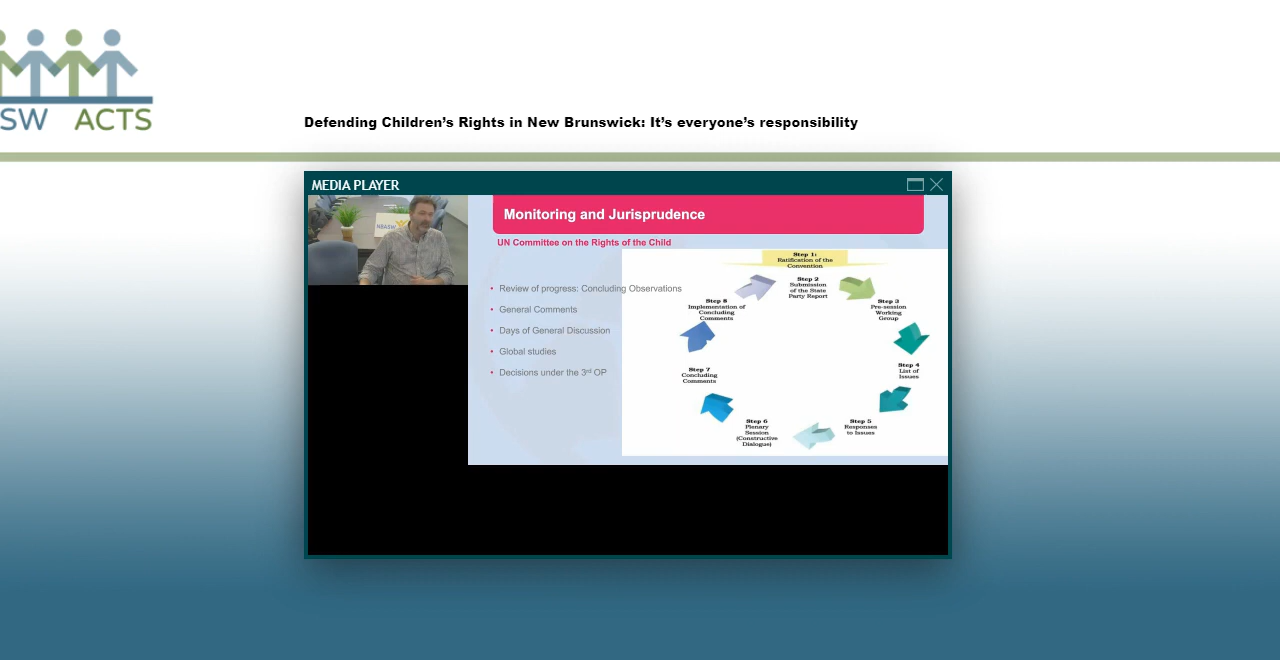 SW ACTS
Defending Children’s Rights in New Brunswick: It’s everyone’s responsibility
MEDIA PLAYER
NBASW
Monitoring and Jurisprudence
UN Committee on the Rights of the Child
• Review of progress: Concluding Observations
• General Comments
• Days of General Discussion
• Global studies
• Decisions under the 3rd OP
Step 1:
Ratification of the
Convention
Step 2
Submission
of the State
Party Report
Step 3
Pre-session
Working
Group
Step 4
List of
Issues
Step 5
Responses
to Issues
Step 6
Plenary
Session
(Constructive
Dialogue)
Step 7
Concluding
Comments
Step 8
Implementation of
Concluding
Comments